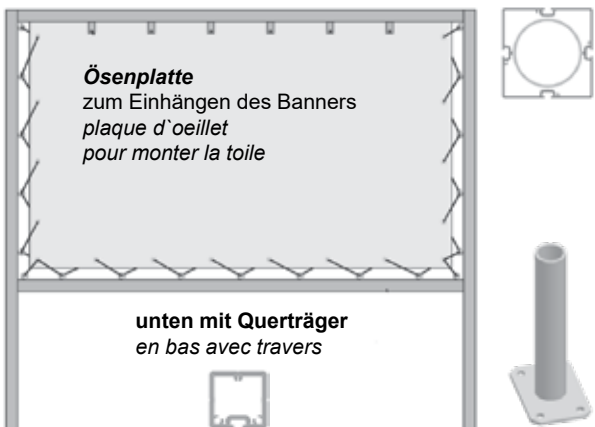 Ösenplatte
zum Einhängen des Banners
plaque d`oeillet
pour monter la toile
unten mit Querträger
en bas avec travers